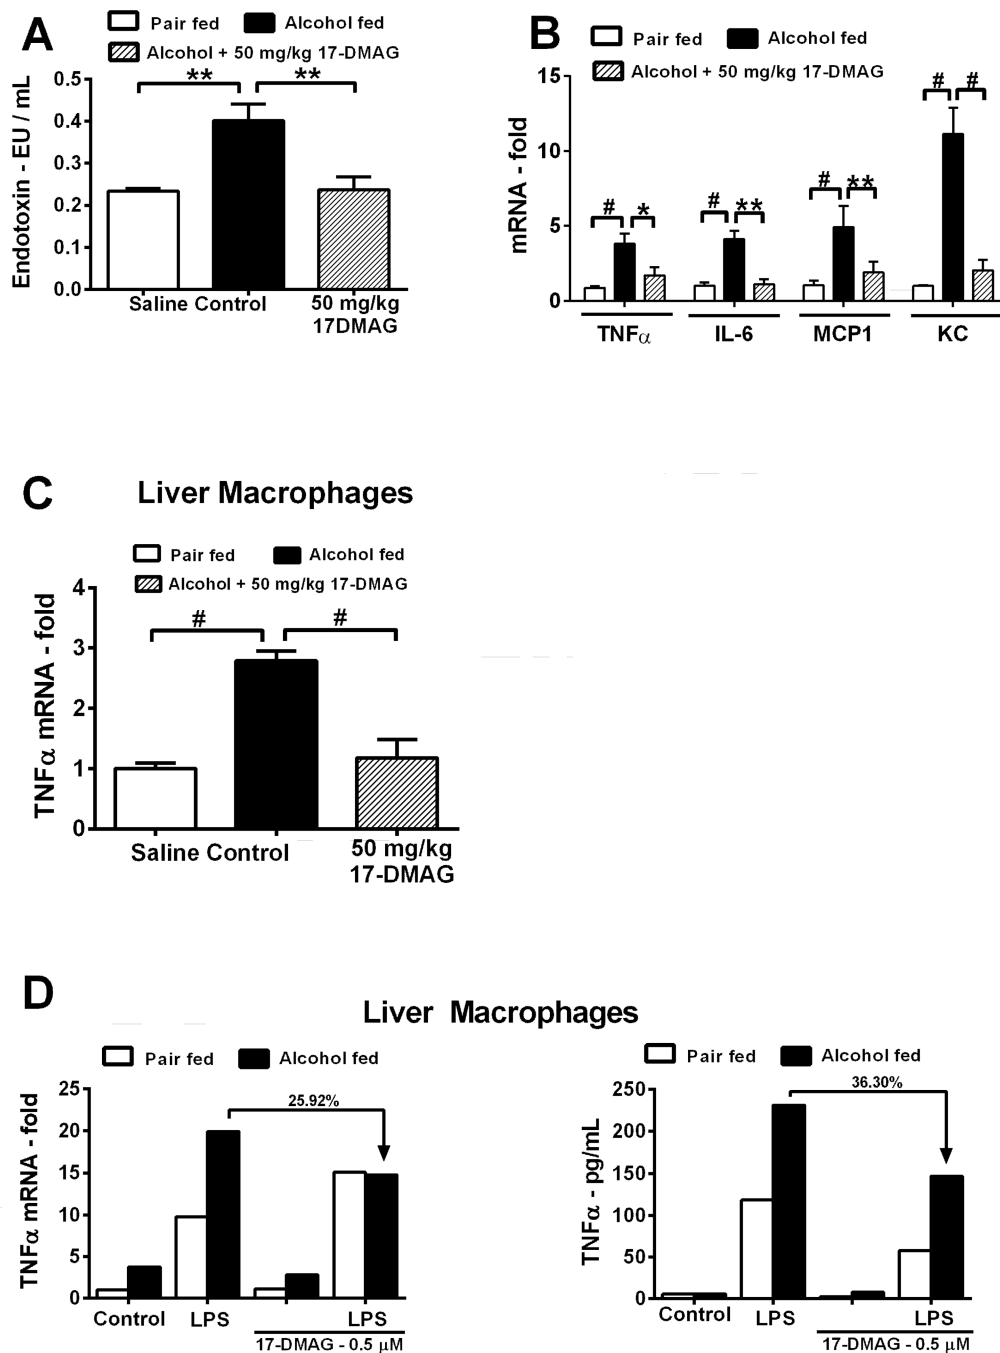 A
Pair fed
Alcohol fed
Alcohol + 50 mg/kg 17-DMAG
Endotoxin - EU / mL
0.5
0.4
0.3
0.2
0.1
0.0
**
**
Saline Control
50 mg/kg
17DMAG
B
Pair fed
Alcohol fed
Alcohol + 50 mg/kg 17-DMAG
mRNA - fold
15
10
5
0
#
*
#
**
#
**
#
#
TNFα
IL-6
MCP1
KC
C
Liver Macrophages
Pair fed
Alcohol fed
Alcohol + 50 mg/kg 17-DMAG
TNFα mRNA - fold
4
3
2
1
0
#
#
Saline Control
50 mg/kg
17-DMAG
D
Liver Macrophages
Pair fed
Alcohol fed
TNFα mRNA - fold
25
20
15
10
5
0
25.92%
Control
LPS
LPS
17-DMAG - 0.5 μM
Pair fed
Alcohol fed
TNFα - pg/mL
250
200
150
100
50
0
36.30%
Control
LPS
LPS
17-DMAG - 0.5 μM